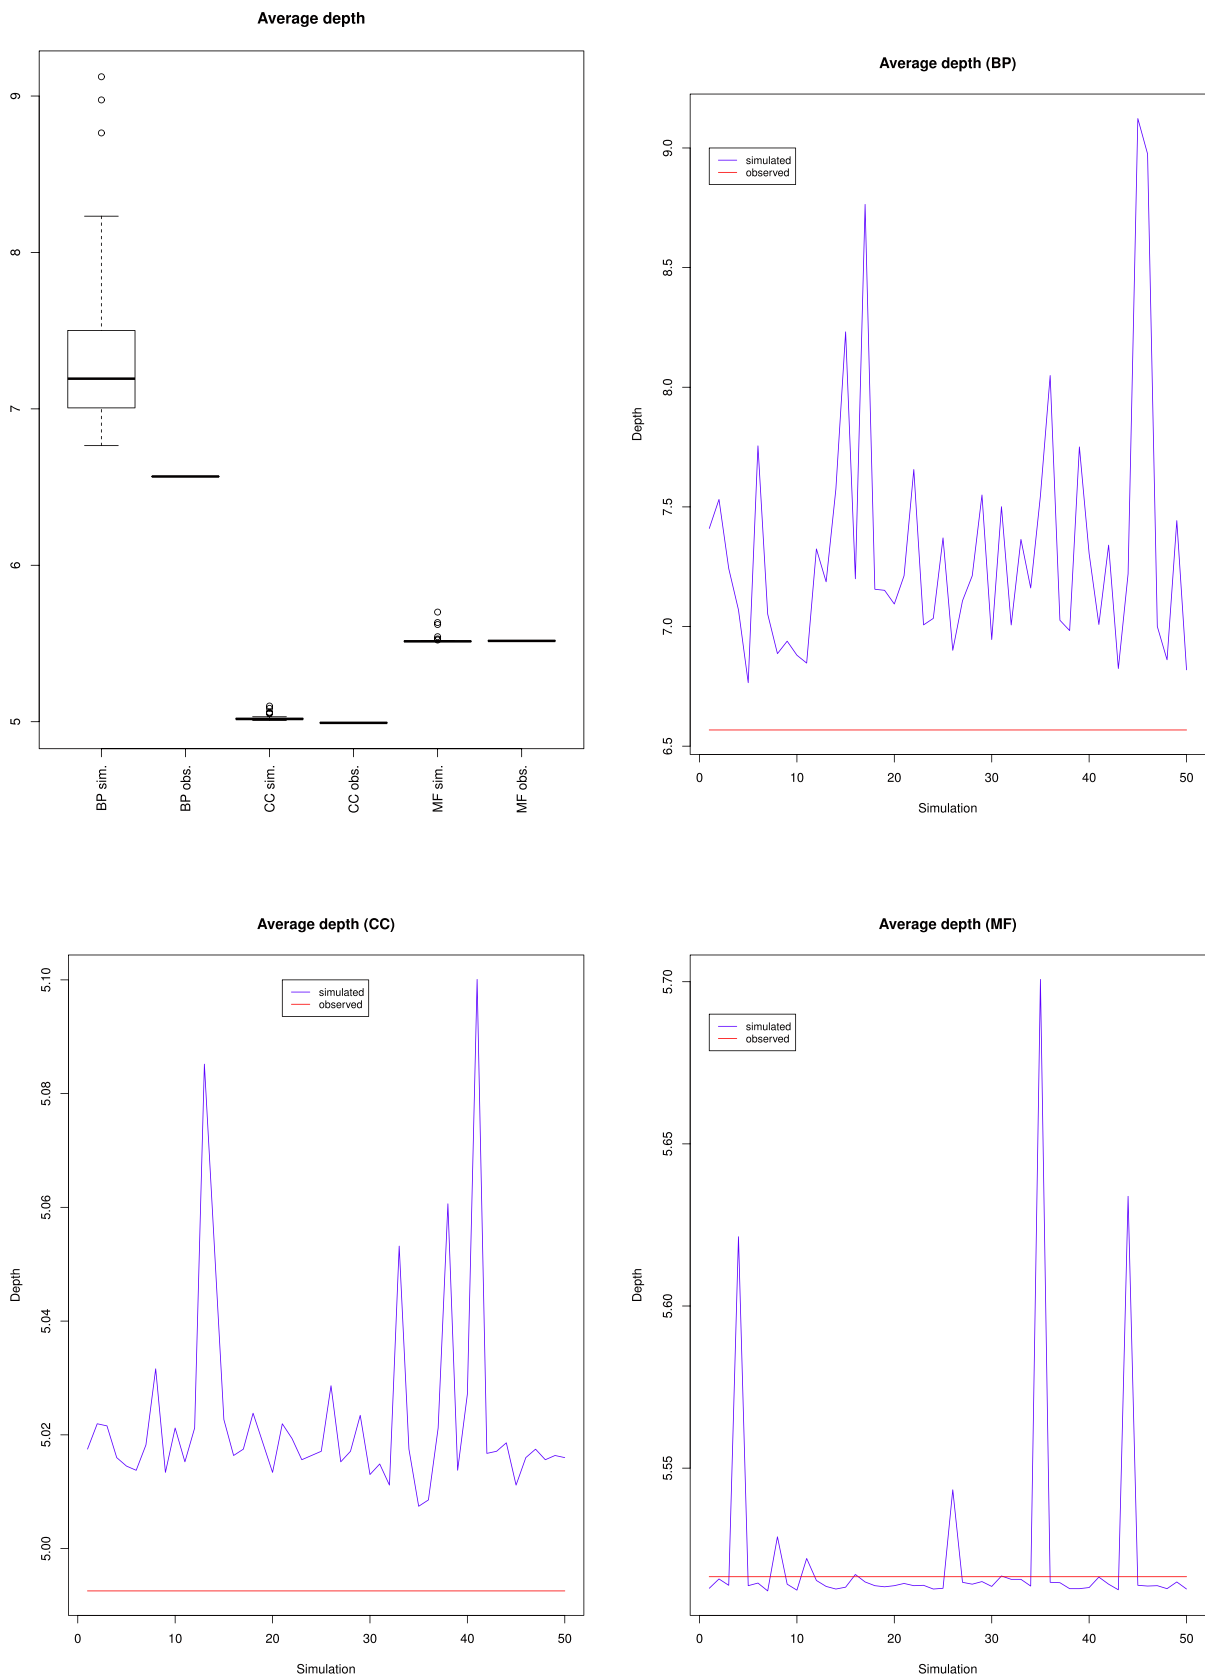 Average depth
9
8
7
6
5
BP sim.
BP obs.
CC sim.
CC obs.
MF sim.
MF obs.
Average depth (BP)
simulated
observed
Depth
9.0
8.5
8.0
7.5
7.0
6.5
0 10 20 30 40 50
Simulation
Average depth (CC)
simulated
observed
Depth
5.10
5.08
5.06
5.04
5.02
5.00
0 10 20 30 40 50
Simulation
Average depth (MF)
simulated
observed
Depth
5.70
5.65
5.60
5.55
0 10 20 30 40 50
Simulation